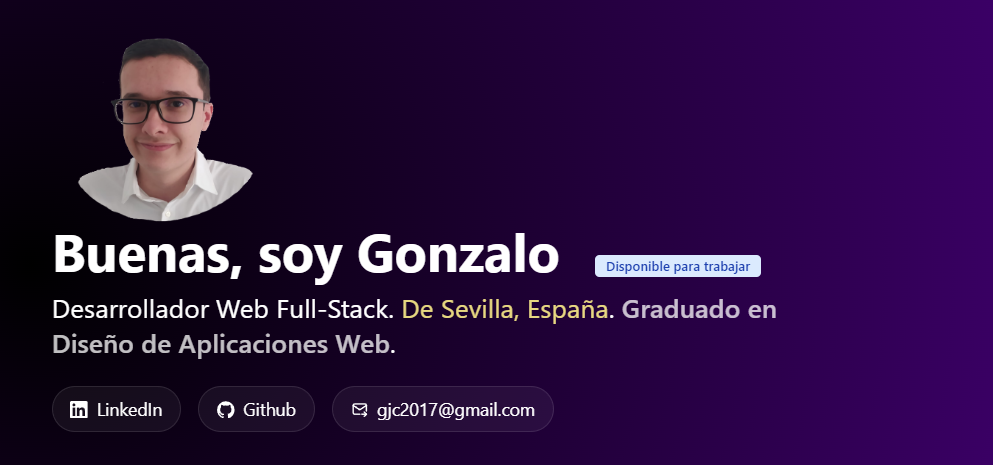 Buenas, soy Gonzalo
Disponible para trabajar
Desarrollador Web Full-Stack. De Sevilla, España. Graduado en
Diseño de Aplicaciones Web.
LinkedIn
Github
gjc2017@gmail.com